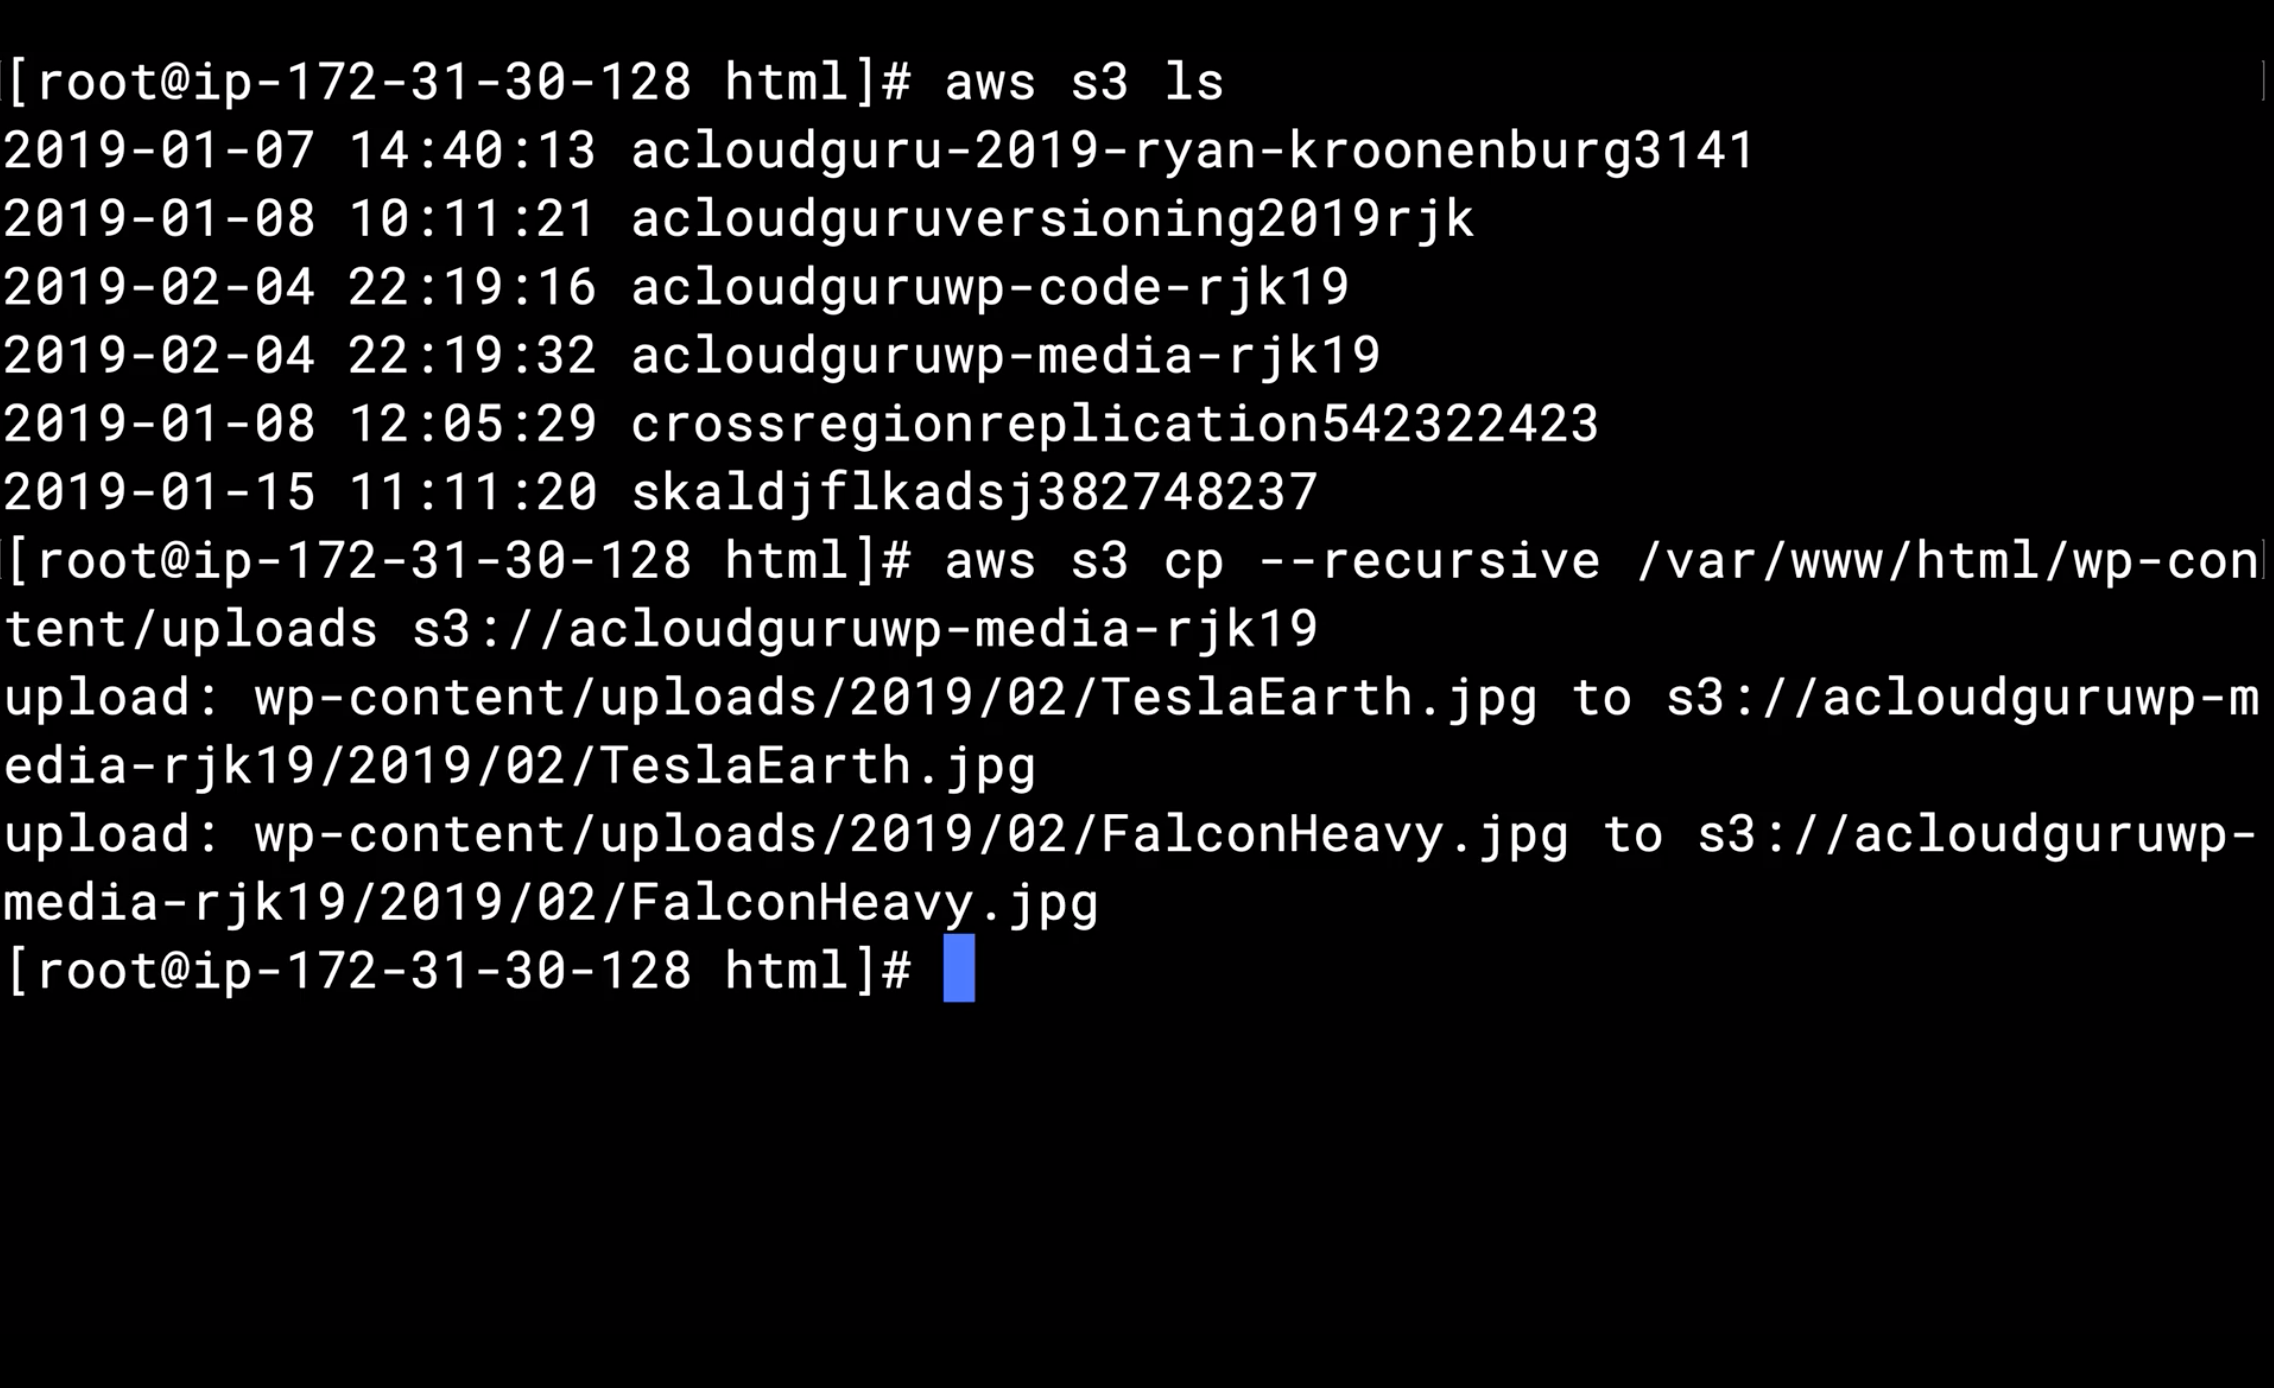 [root@ip-172-31-30-128 html]# aws s3 ls
2019-01-07 14:40:13 acloudguru-2019-ryan-kroonenburg3141
2019-01-08 10:11:21 acloudguruversioning2019rjk
2019-02-04 22:19:16 acloudguruwp-code-rjk19
2019-02-04 22:19:32 acloudguruwp-media-rjk19
2019-01-08 12:05:29 crossregionreplication542322423
2019-01-15 11:11:20 skaldjflkadsj382748237
[root@ip-172-31-30-128 html]# aws s3 cp --recursive /var/www/html/wp-con
tent/uploads s3://acloudguruwp-media-rjk19
upload: wp-content/uploads/2019/02/TeslaEarth.jpg to s3://acloudguruwp-m
edia-rjk19/2019/02/TeslaEarth.jpg
upload: wp-content/uploads/2019/02/FalconHeavy.jpg to s3://acloudguruwp-
media-rjk19/2019/02/FalconHeavy.jpg
[root@ip-172-31-30-128 html]#